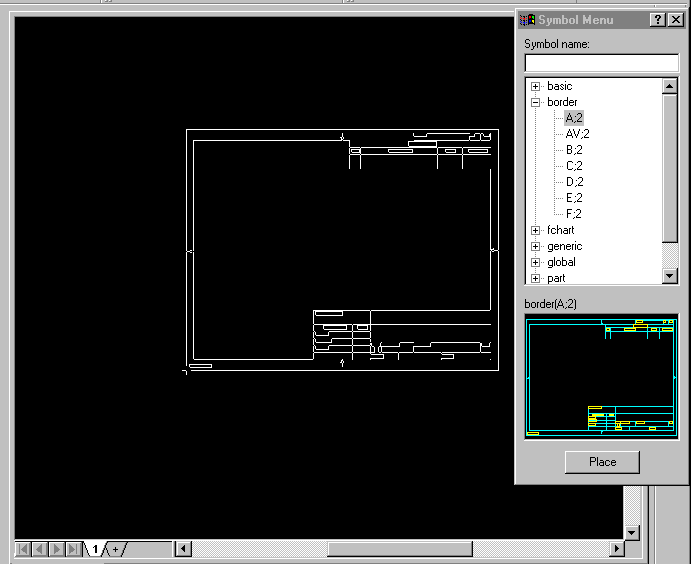 Symbol Menu
Symbol name:
basic
border
A;2
AV;2
B;2
C;2
D;2
E;2
F;2
fchart
generic
global
part
border(A;2)
Place
1 +